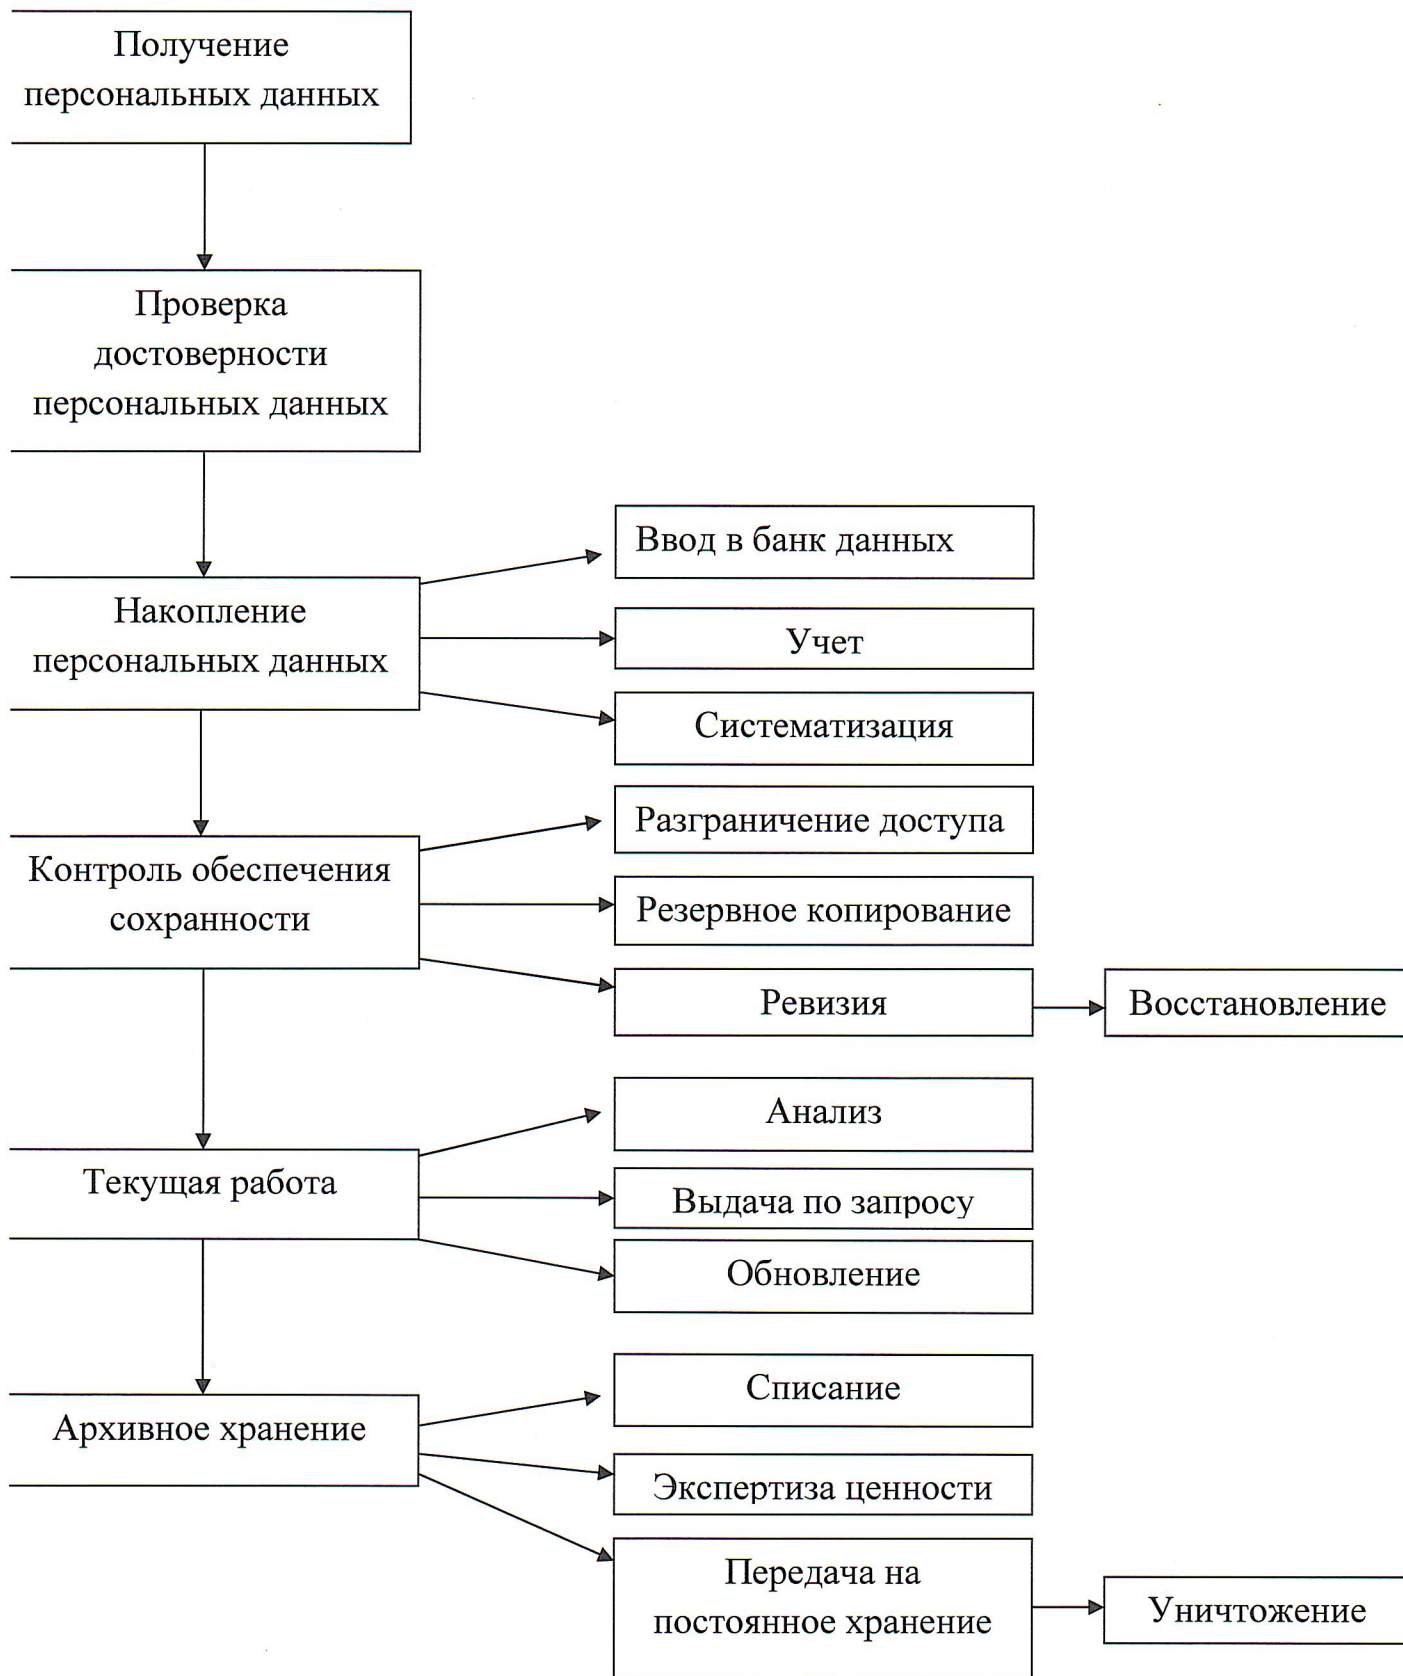 Получение
персональных данных
Проверка
достоверности
персональных данных
Накопление
персональных данных
Ввод в банк данных
Учет
Систематизация
Контроль обеспечения
сохранности
Разграничение доступа
Резервное копирование
Ревизия
Восстановление
Текущая работа
Анализ
Выдача по запросу
Обновление
Архивное хранение
Списание
Экспертиза ценности
Передача на
постоянное хранение
Уничтожение